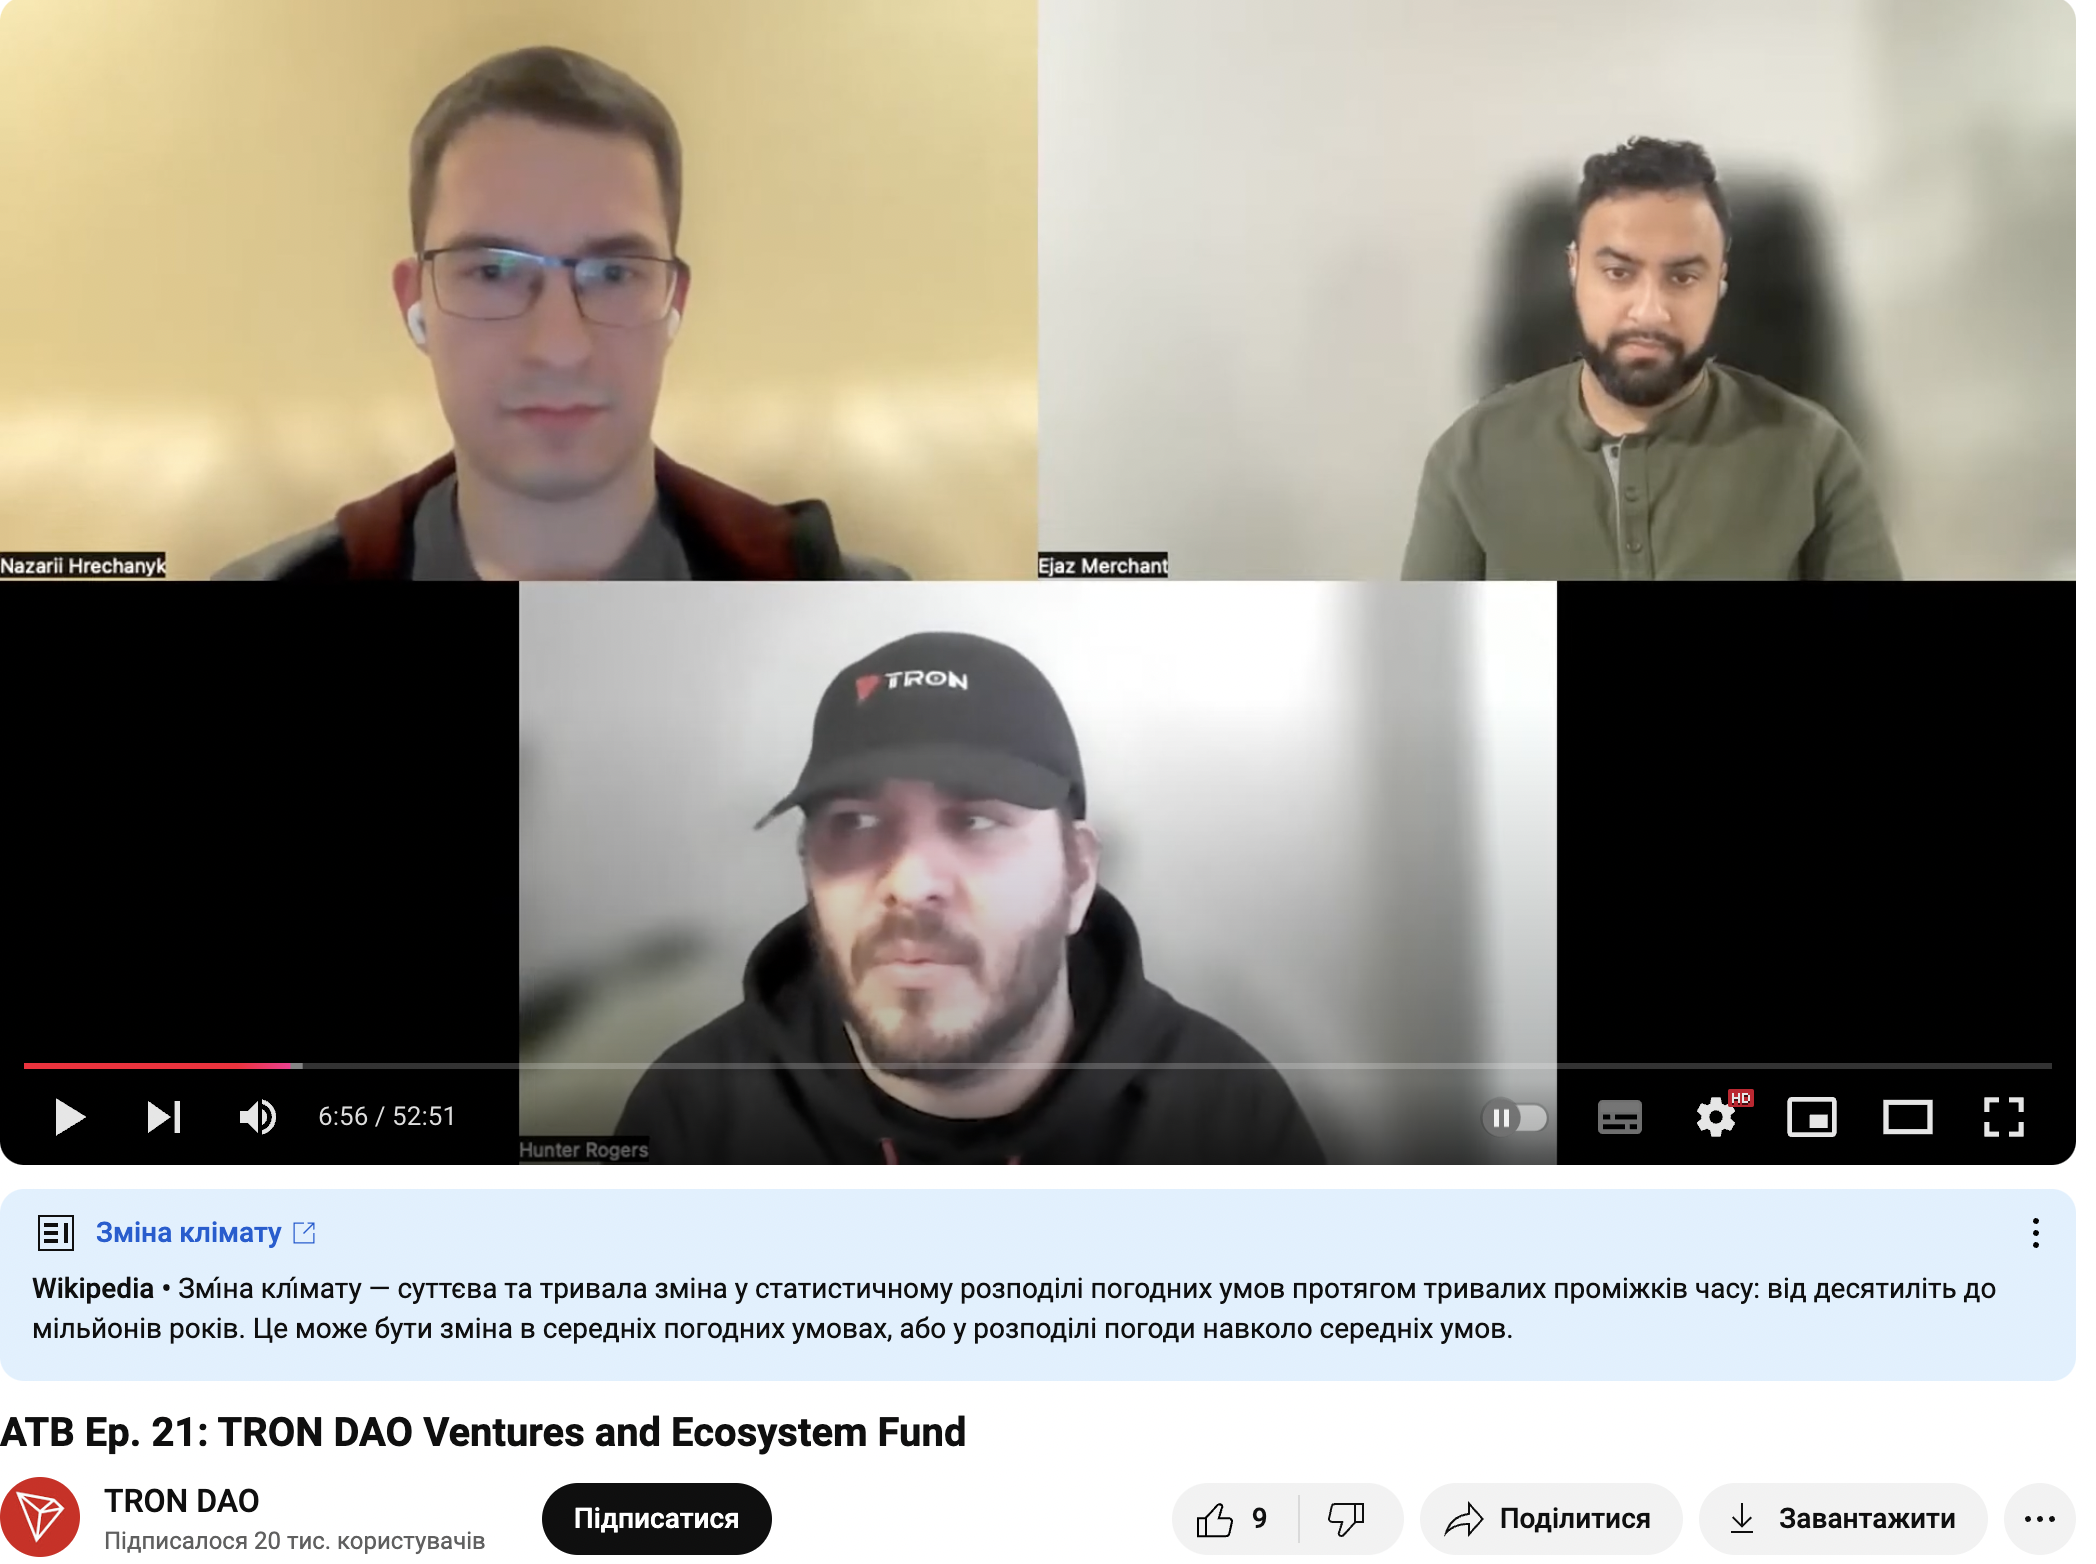 Nazarii Hrechanyk
Ejaz Merchant
TRON
6:56 / 52:51
Hunter Rogers
HD
Зміна клімату
Wikipedia • Змі́на клі́мату — суттєва та тривала зміна у статистичному розподілі погодних умов протягом тривалих проміжків часу: від десятиліть до
мільйонів років. Це може бути зміна в середніх погодних умовах, або у розподілі погоди навколо середніх умов.
ATB Ep. 21: TRON DAO Ventures and Ecosystem Fund
TRON DAO
Підписалося 20 тис. користувачів
Підписатися
9
Поділитися
Завантажити